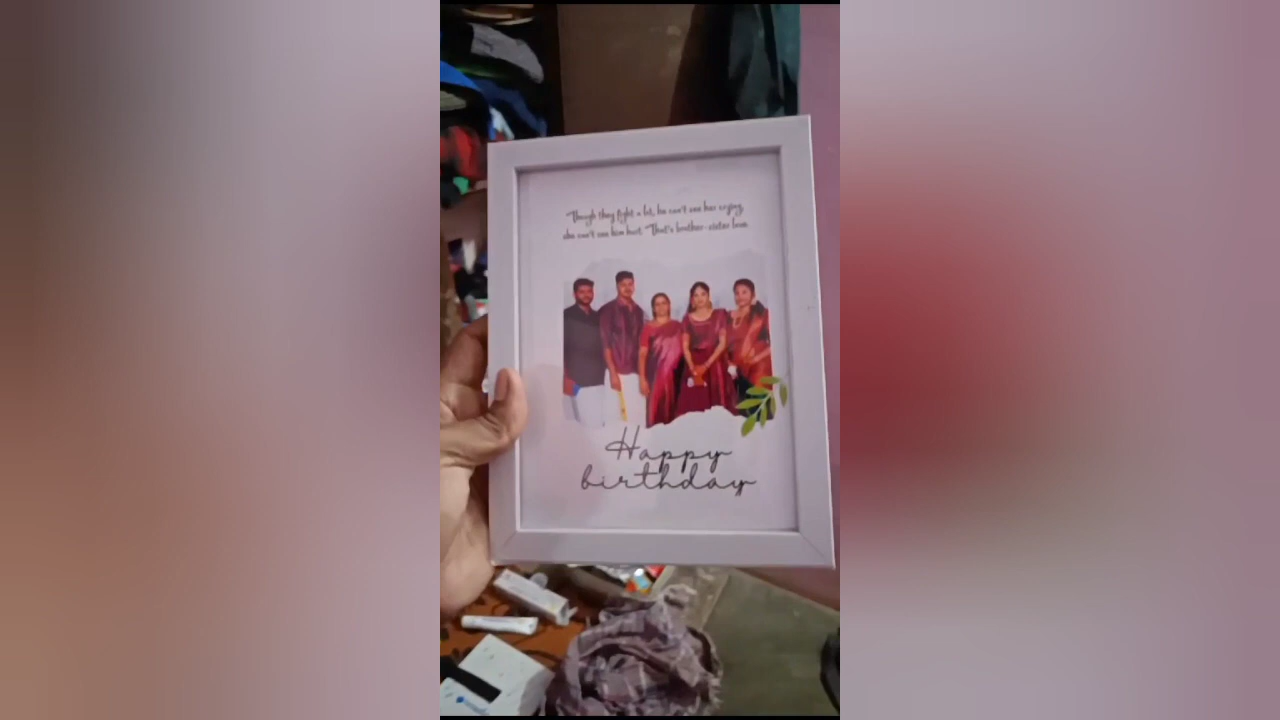 Though they fight a lot, he can't see her crying,
she can't see him hurt. That's brother-sister love.
Happy
birthday